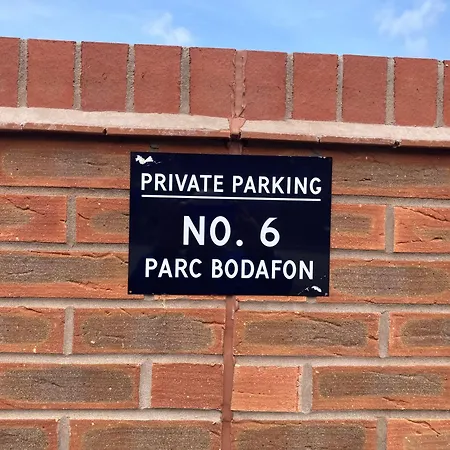 PRIVATE PARKING
NO. 6
PARC BODAFON